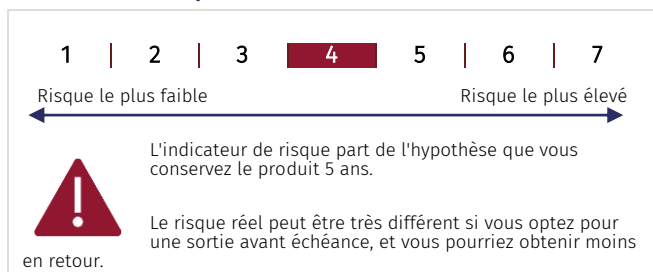 1 | 2 | 3 | 4 | 5 | 6 | 7
Risque le plus faible Risque le plus élevé
L'indicateur de risque part de l'hypothèse que vous
conservez le produit 5 ans.
Le risque réel peut être très différent si vous optez pour
une sortie avant échéance, et vous pourriez obtenir moins
en retour.